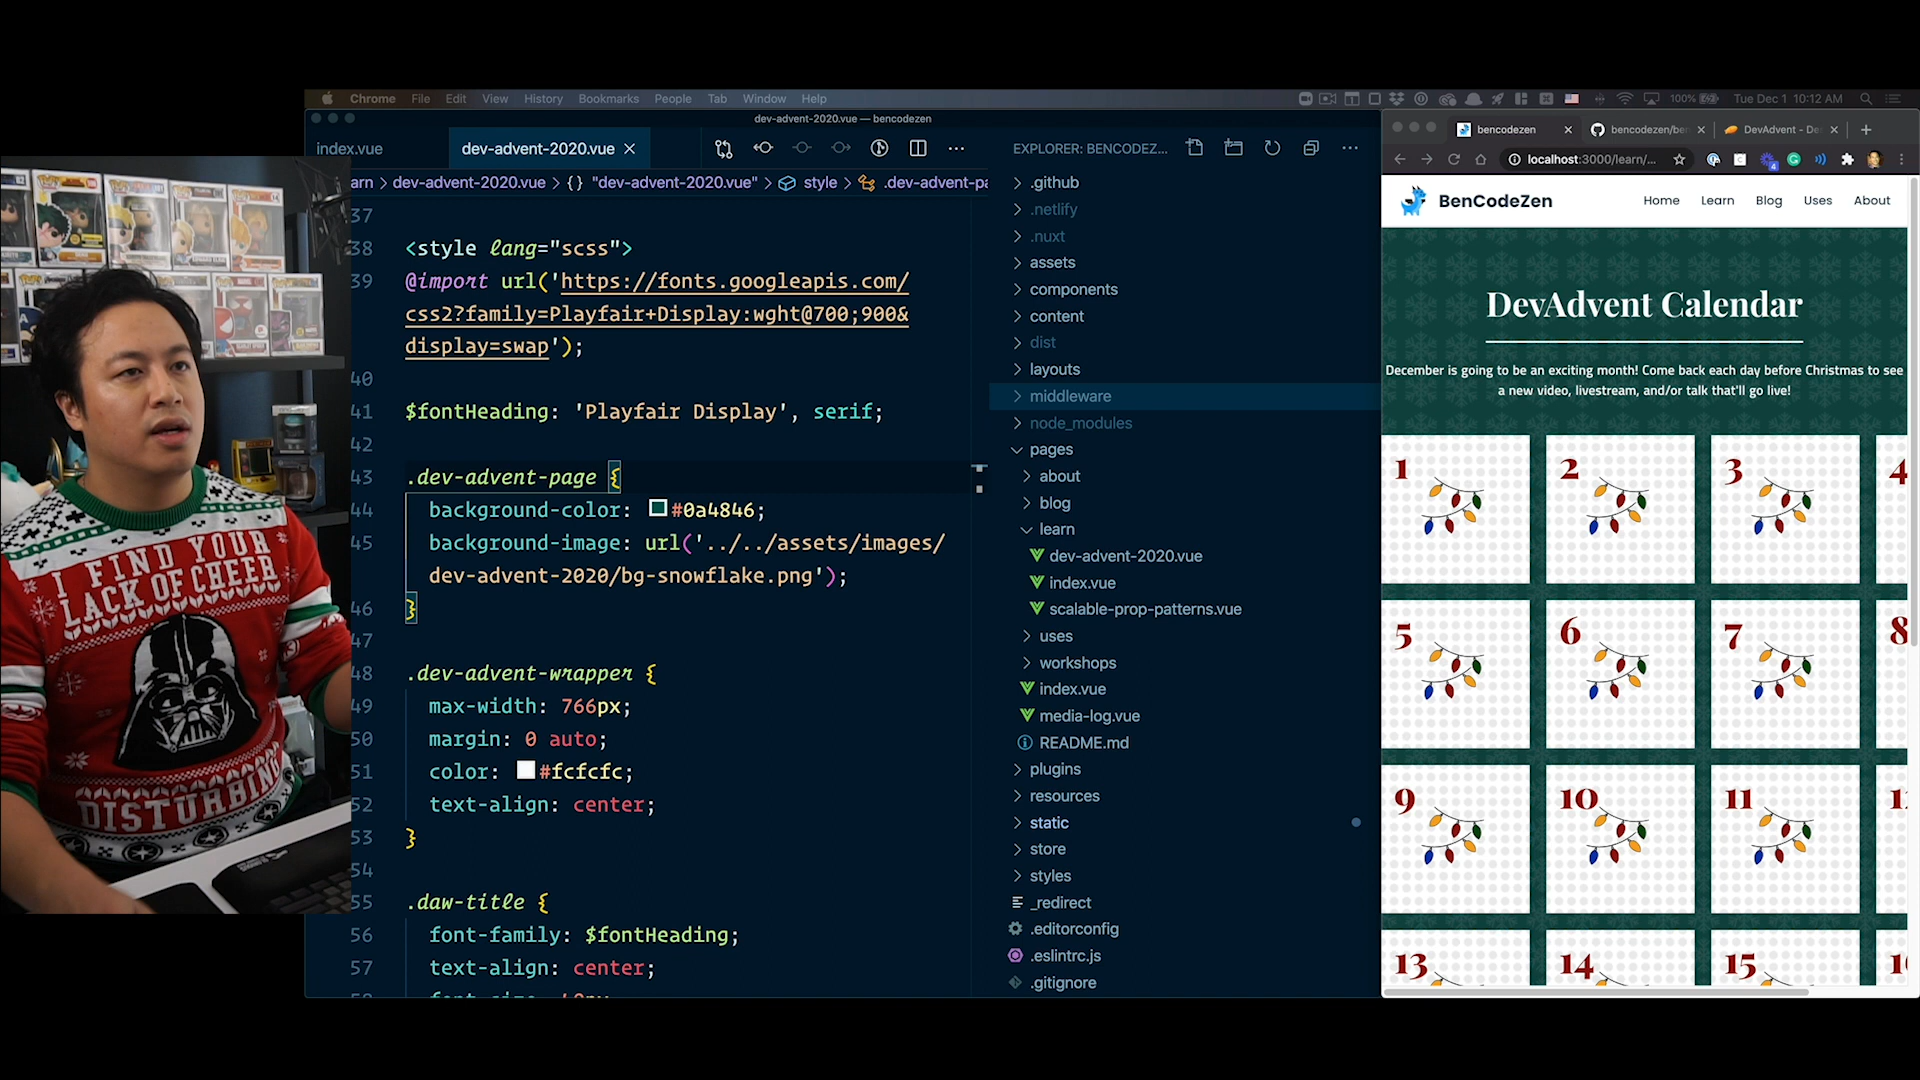 Chrome File Edit View History Bookmarks People Tab Window Help
100% Tue Dec 1 10:12 AM
dev-advent-2020.vue — bencodezen
index.vue
dev-advent-2020.vue
arn > dev-advent-2020.vue > {} "dev-advent-2020.vue" > style > .dev-advent-pa
37
38 <style lang="scss">
39 @import url('https://fonts.googleapis.com/
css2?family=Playfair+Display:wght@700;900&
display=swap');
40
41 $fontHeading: 'Playfair Display', serif;
42
43 .dev-advent-page {
44 background-color: #0a4846;
45 background-image: url('../../assets/images/
dev-advent-2020/bg-snowflake.png');
46 }
47
48 .dev-advent-wrapper {
49 max-width: 766px;
50 margin: 0 auto;
51 color: #fcfcfc;
52 text-align: center;
53 }
54
55 .daw-title {
56 font-family: $fontHeading;
57 text-align: center;
EXPLORER: BENCODEZ...
.github
.netlify
.nuxt
assets
components
content
dist
layouts
middleware
node_modules
pages
about
blog
learn
dev-advent-2020.vue
index.vue
scalable-prop-patterns.vue
uses
workshops
index.vue
media-log.vue
README.md
plugins
resources
static
store
styles
_redirect
.editorconfig
.eslintrc.js
.gitignore
bencodezen
bencodezen/be
DevAdvent - De
localhost:3000/learn/...
BenCodeZen
Home Learn Blog Uses About
DevAdvent Calendar
December is going to be an exciting month! Come back each day before Christmas to see
a new video, livestream, and/or talk that'll go live!
1 2 3 4
5 6 7 8
9 10 11
13 14 15
I FIND YOUR
LACK OF CHEER
DISTURBING